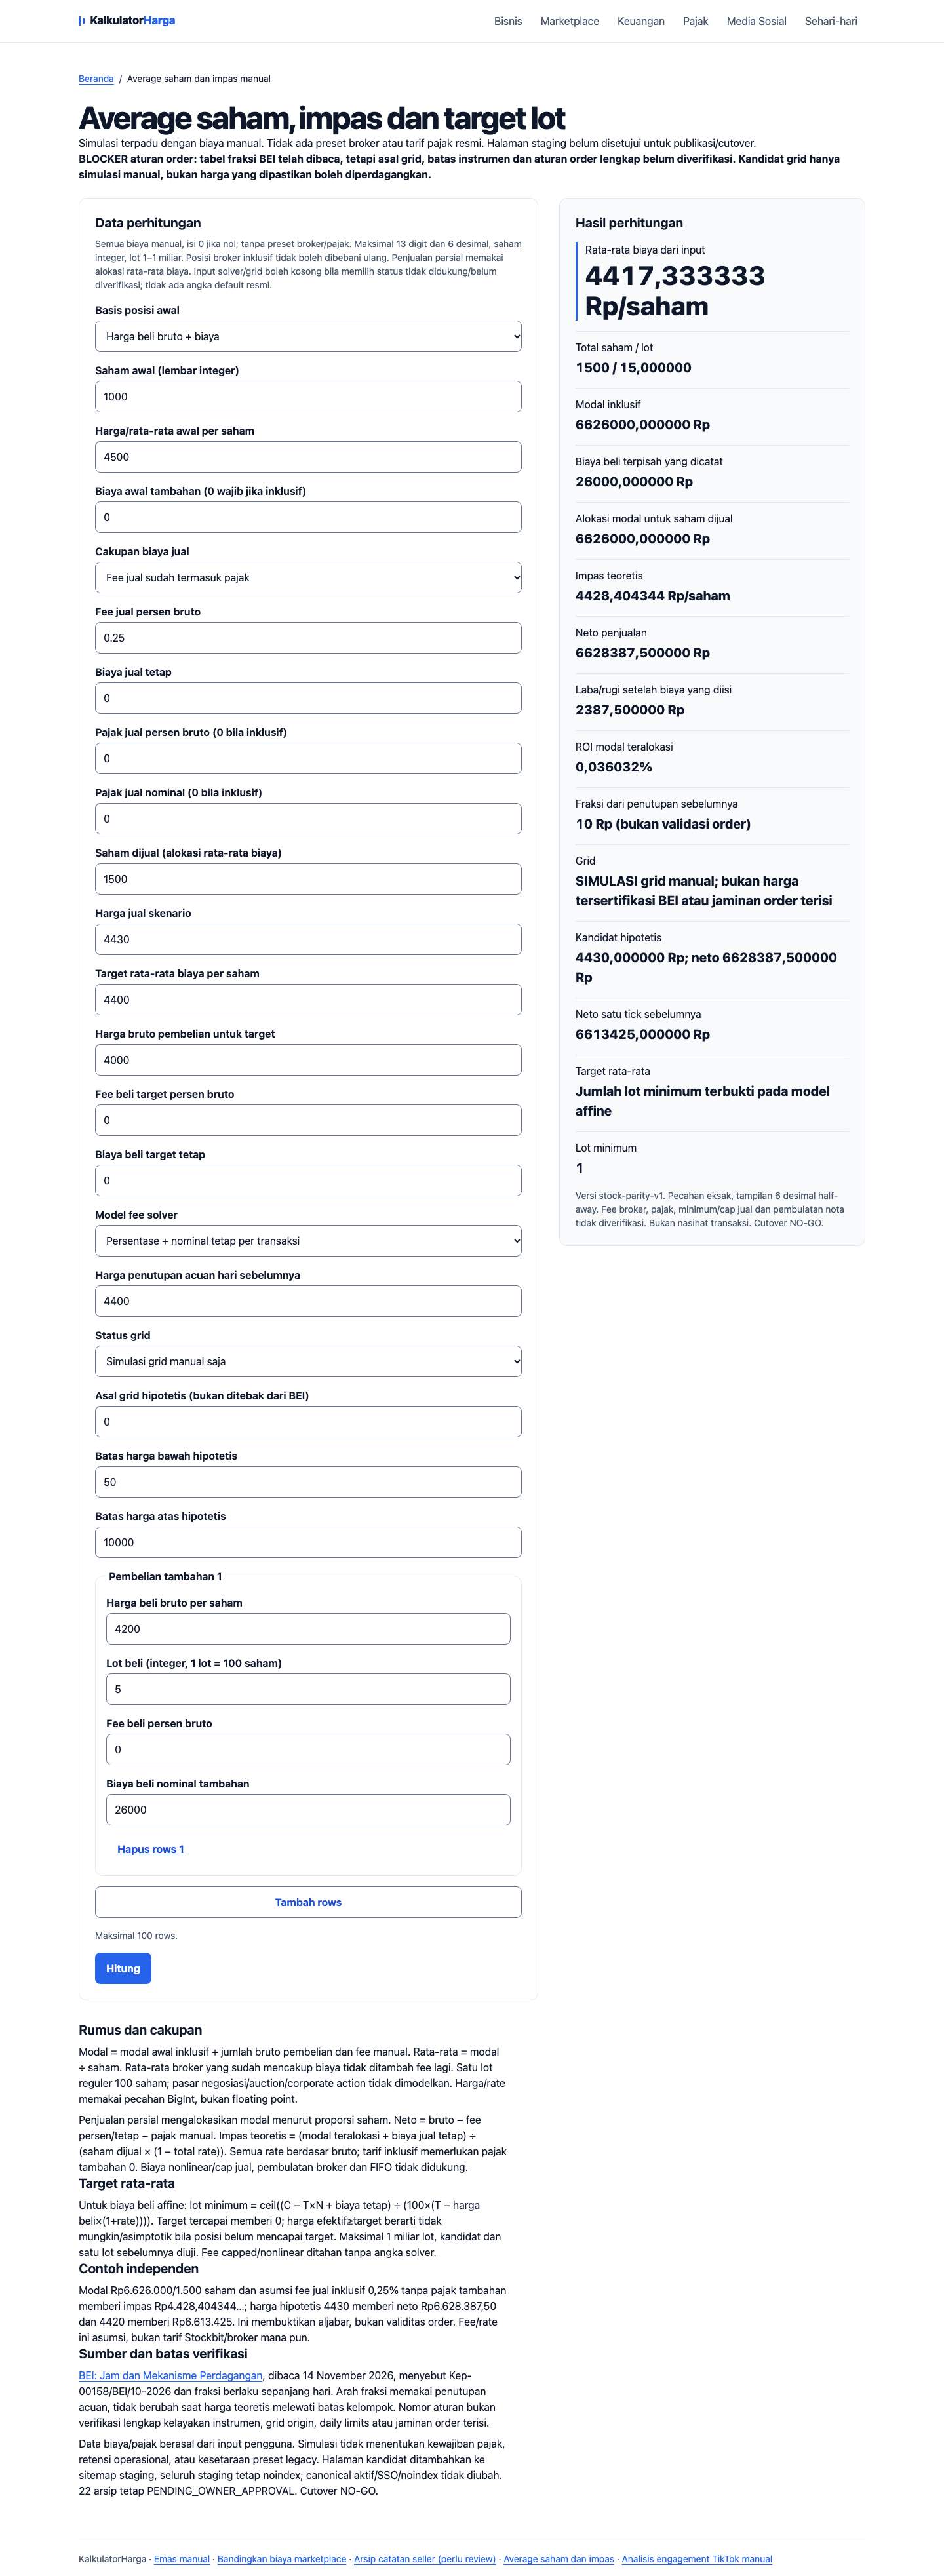 KalkulatorHarga
Bisnis Marketplace Keuangan Pajak Media Sosial Sehari-hari
Beranda / Average saham dan impas manual
Average saham, impas dan target lot
Simulasi terpadu dengan biaya manual. Tidak ada preset broker atau tarif pajak resmi. Halaman staging belum disetujui untuk publikasi/cutover.
BLOCKER aturan order: tabel fraksi BEI telah dibaca, tetapi asal grid, batas instrumen dan aturan order lengkap belum diverifikasi. Kandidat grid hanya
simulasi manual, bukan harga yang dipastikan boleh diperdagangkan.
Data perhitungan
Semua biaya manual, isi 0 jika nol; tanpa preset broker/pajak. Maksimal 13 digit dan 6 desimal, saham
integer, lot 1–1 miliar. Posisi broker inklusif tidak boleh dibebani ulang. Penjualan parsial memakai
alokasi rata-rata biaya. Input solver/grid boleh kosong bila memilih status tidak didukung/belum
diverifikasi; tidak ada angka default resmi.
Basis posisi awal
Harga beli bruto + biaya
Saham awal (lembar integer)
1000
Harga/rata-rata awal per saham
4500
Biaya awal tambahan (0 wajib jika inklusif)
0
Cakupan biaya jual
Fee jual sudah termasuk pajak
Fee jual persen bruto
0.25
Biaya jual tetap
0
Pajak jual persen bruto (0 bila inklusif)
0
Pajak jual nominal (0 bila inklusif)
0
Saham dijual (alokasi rata-rata biaya)
1500
Harga jual skenario
4430
Target rata-rata biaya per saham
4400
Harga bruto pembelian untuk target
4000
Fee beli target persen bruto
0
Biaya beli target tetap
0
Model fee solver
Persentase + nominal tetap per transaksi
Harga penutupan acuan hari sebelumnya
4400
Status grid
Simulasi grid manual saja
Asal grid hipotetis (bukan ditebak dari BEI)
0
Batas harga bawah hipotetis
50
Batas harga atas hipotetis
10000
Pembelian tambahan 1
Harga beli bruto per saham
4200
Lot beli (integer, 1 lot = 100 saham)
5
Fee beli persen bruto
0
Biaya beli nominal tambahan
26000
Hapus rows 1
Tambah rows
Maksimal 100 rows.
Hitung
Hasil perhitungan
Rata-rata biaya dari input
4417,333333
Rp/saham
Total saham / lot
1500 / 15,000000
Modal inklusif
6626000,000000 Rp
Biaya beli terpisah yang dicatat
26000,000000 Rp
Alokasi modal untuk saham dijual
6626000,000000 Rp
Impas teoretis
4428,404344 Rp/saham
Neto penjualan
6628387,500000 Rp
Laba/rugi setelah biaya yang diisi
2387,500000 Rp
ROI modal teralokasi
0,036032%
Fraksi dari penutupan sebelumnya
10 Rp (bukan validasi order)
Grid
SIMULASI grid manual; bukan harga
tersertifikasi BEI atau jaminan order terisi
Kandidat hipotetis
4430,000000 Rp; neto 6628387,500000
Rp
Neto satu tick sebelumnya
6613425,000000 Rp
Target rata-rata
Jumlah lot minimum terbukti pada model
affine
Lot minimum
1
Versi stock-parity-v1. Pecahan eksak, tampilan 6 desimal half-
away. Fee broker, pajak, minimum/cap jual dan pembulatan nota
tidak diverifikasi. Bukan nasihat transaksi. Cutover NO-GO.
Rumus dan cakupan
Modal = modal awal inklusif + jumlah bruto pembelian dan fee manual. Rata-rata = modal
÷ saham. Rata-rata broker yang sudah mencakup biaya tidak ditambah fee lagi. Satu lot
reguler 100 saham; pasar negosiasi/auction/corporate action tidak dimodelkan. Harga/rate
memakai pecahan BigInt, bukan floating point.
Penjualan parsial mengalokasikan modal menurut proporsi saham. Neto = bruto − fee
persen/tetap − pajak manual. Impas teoretis = (modal teralokasi + biaya jual tetap) ÷
(saham dijual × (1 − total rate)). Semua rate berdasar bruto; tarif inklusif memerlukan pajak
tambahan 0. Biaya nonlinear/cap jual, pembulatan broker dan FIFO tidak didukung.
Target rata-rata
Untuk biaya beli affine: lot minimum = ceil((C − T×N + biaya tetap) ÷ (100×(T − harga
beli×(1+rate)))). Target tercapai memberi 0; harga efektif≥target berarti tidak
mungkin/asimptotik bila posisi belum mencapai target. Maksimal 1 miliar lot, kandidat dan
satu lot sebelumnya diuji. Fee capped/nonlinear ditahan tanpa angka solver.
Contoh independen
Modal Rp6.626.000/1.500 saham dan asumsi fee jual inklusif 0,25% tanpa pajak tambahan
memberi impas Rp4.428,404344…; harga hipotetis 4430 memberi neto Rp6.628.387,50
dan 4420 memberi Rp6.613.425. Ini membuktikan aljabar, bukan validitas order. Fee/rate
ini asumsi, bukan tarif Stockbit/broker mana pun.
Sumber dan batas verifikasi
BEI: Jam dan Mekanisme Perdagangan, dibaca 14 November 2026, menyebut Kep-
00158/BEI/10-2026 dan fraksi berlaku sepanjang hari. Arah fraksi memakai penutupan
acuan, tidak berubah saat harga teoretis melewati batas kelompok. Nomor aturan bukan
verifikasi lengkap kelayakan instrumen, grid origin, daily limits atau jaminan order terisi.
Data biaya/pajak berasal dari input pengguna. Simulasi tidak menentukan kewajiban pajak,
retensi operasional, atau kesetaraan preset legacy. Halaman kandidat ditambahkan ke
sitemap staging, seluruh staging tetap noindex; canonical aktif/SSO/noindex tidak diubah.
22 arsip tetap PENDING_OWNER_APPROVAL. Cutover NO-GO.
KalkulatorHarga · Emas manual · Bandingkan biaya marketplace · Arsip catatan seller (perlu review) · Average saham dan impas · Analisis engagement TikTok manual